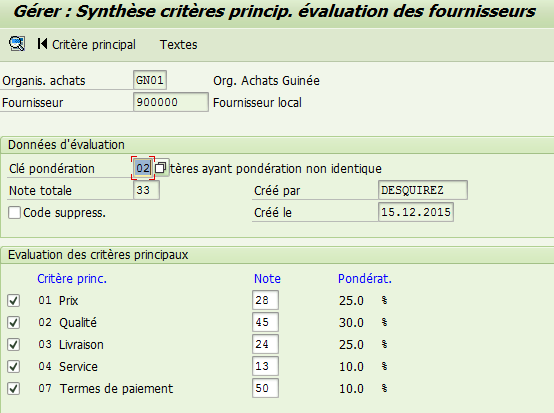 Gérer : Synthèse critères princip. évaluation des fournisseurs
Critère principal Textes
Organis. achats GN01 Org. Achats Guinée
Fournisseur 900000 Fournisseur local
Données d'évaluation
Clé pondération 02 tères ayant pondération non identique
Note totale 33 Créé par DESQUIREZ
Code suppress. Créé le 15.12.2015
Evaluation des critères principaux
Critère princ. Note Pondérat.
01 Prix 28 25.0 %
02 Qualité 45 30.0 %
03 Livraison 24 25.0 %
04 Service 13 10.0 %
07 Termes de paiement 50 10.0 %